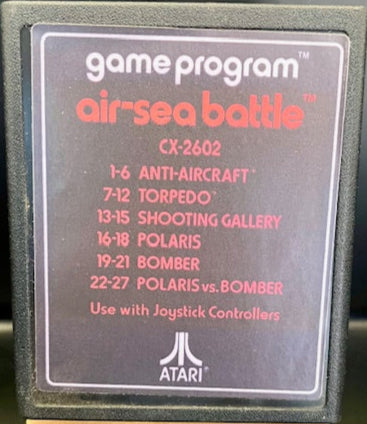 game program™
air-sea battle™
CX-2602
1-6 ANTI-AIRCRAFT
7-12 TORPEDO
13-15 SHOOTING GALLERY
16-18 POLARIS
19-21 BOMBER
22-27 POLARIS vs. BOMBER
Use with Joystick Controllers
ATARI®